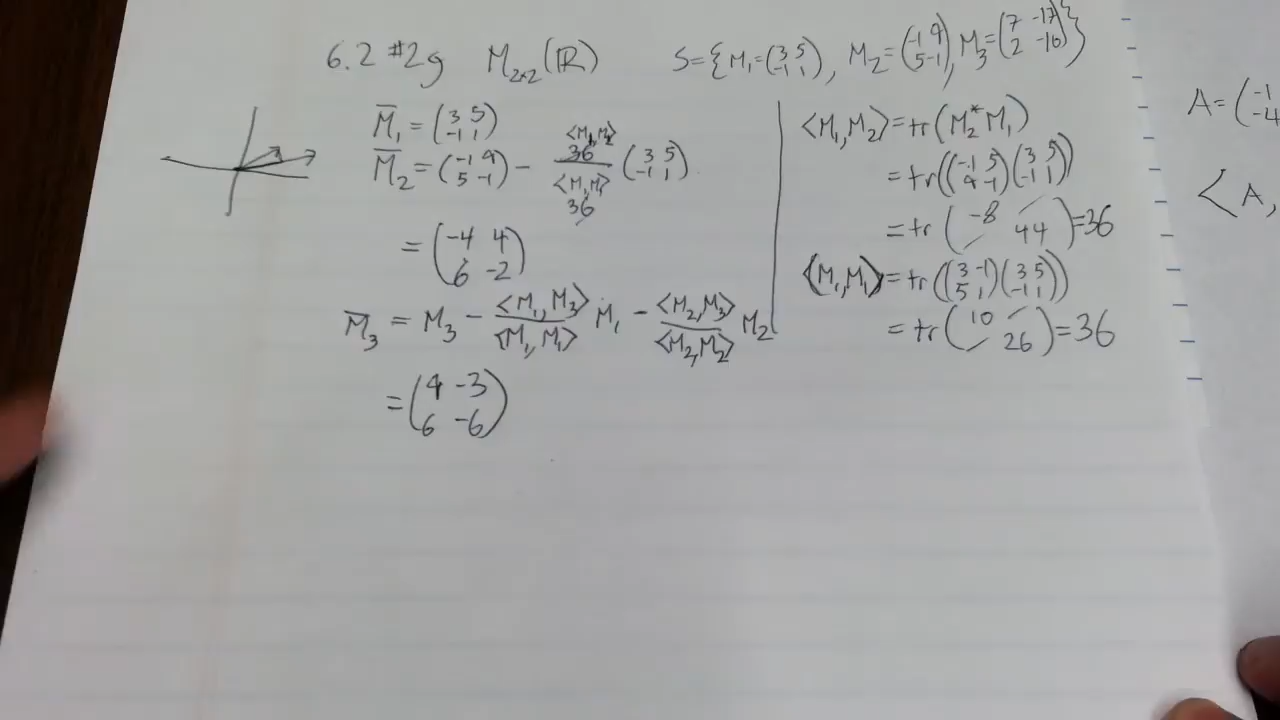 6.2 #2g M₂ₓ₂(ℝ) S={M₁=(3 5; -1 1), M₂=(-1 9; 5 -1), M₃=(7 -17; 2 -16)}
M̄₁ = (3 5; -1 1)
M̄₂ = (-1 9; 5 -1) - <M₁,M₂> 36 / <M₁,M₁> 36 (3 5; -1 1)
= (-4 4; 6 -2)
M̄₃ = M₃ - <M₁,M₃>/<M₁,M₁> M₁ - <M₂,M₃>/<M₂,M₂> M₂
= (9 -3; 6 -6)
<M₁,M₂> = tr(M₂* M₁)
= tr((-1 5; 9 -1)(3 5; -1 1))
= tr(-8 –; – 44) = 36
<M₁,M₁> = tr((3 -1; 5 1)(3 5; -1 1))
= tr(10 –; – 26) = 36
A = (-1
-4
<A,